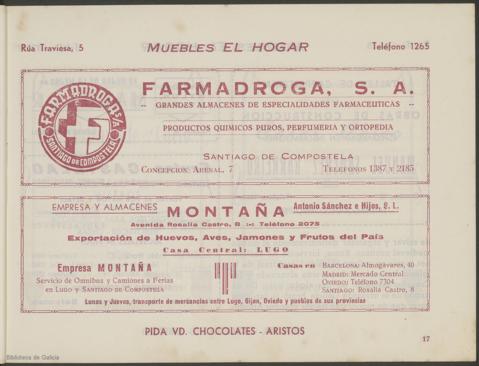 Rúa Traviesa, 5 MUEBLES EL HOGAR Teléfono 1265
FARMADROGA S/A
SANTIAGO DE COMPOSTELA
FARMADROGA, S. A.
-- GRANDES ALMACENES DE ESPECIALIDADES FARMACEUTICAS --
PRODUCTOS QUIMICOS PUROS, PERFUMERIA Y ORTOPEDIA
SANTIAGO DE COMPOSTELA
CONCEPCION ARENAL, 7 TELEFONOS 1387 Y 2185
EMPRESA Y ALMACENES MONTAÑA Antonio Sánchez e Hijos, S. L.
Avenida Rosalía Castro, 8 :-: Teléfono 2075
Exportación de Huevos, Aves, Jamones y Frutos del País
Casa Central: LUGO
Empresa MONTAÑA
Servicio de Omnibus y Camiones a Ferias
en LUGO y SANTIAGO DE COMPOSTELA
Casas en BARCELONA: Almogávares, 40
MADRID: Mercado Central
OVIEDO: Teléfono 7304
SANTIAGO: Rosalía Castro, 8
Lunes y Jueves, transporte de mercancías entre Lugo, Gijon, Oviedo y pueblos de sus provincias
PIDA VD. CHOCOLATES - ARISTOS
17
Biblioteca de Galicia